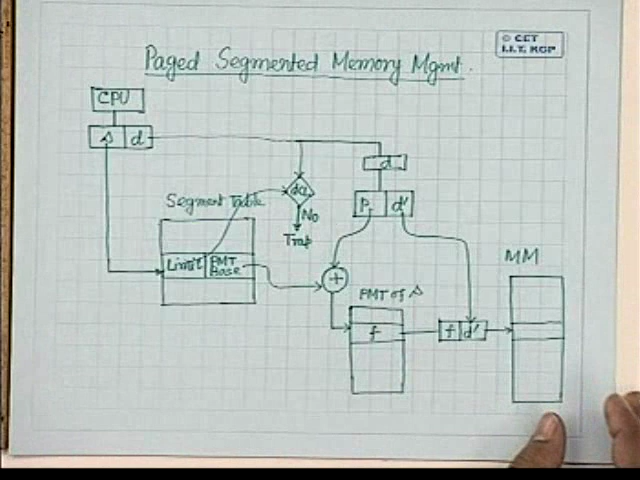 © CET
I.I.T. KGP
Paged Segmented Memory Mgmt.
CPU
s d
d
Segment Table
d<l
No
Trap
P d'
Limit PMT Base
+
MM
PMT of s
f
f d'